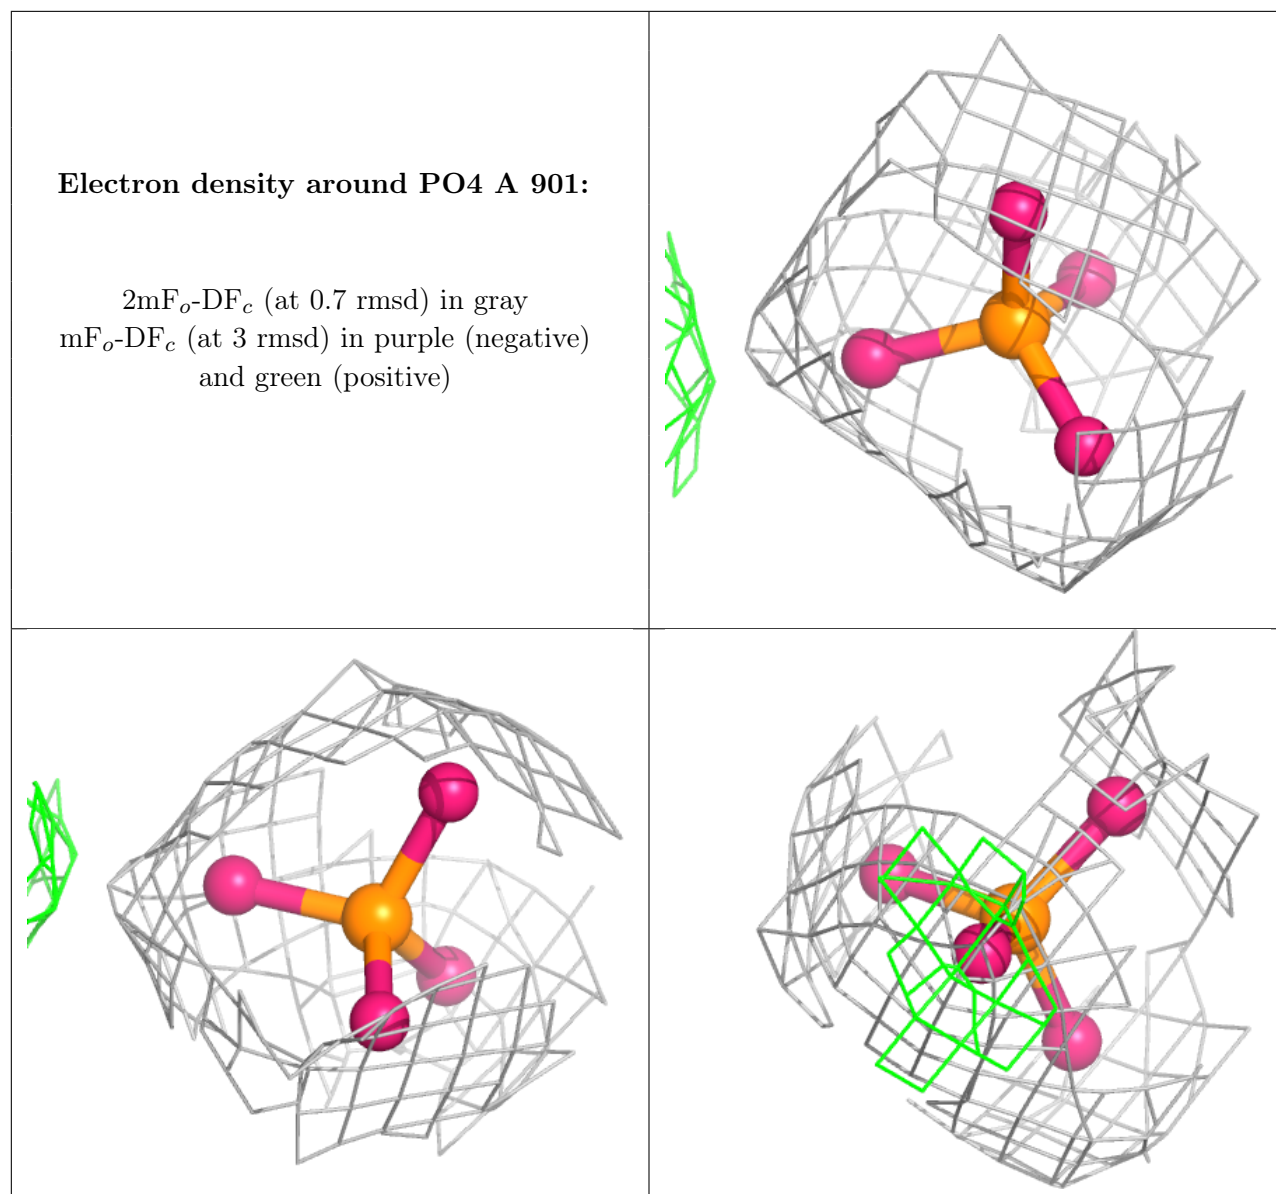 Electron density around PO4 A 901:
2mFₒ-DF𝒸 (at 0.7 rmsd) in gray
mFₒ-DF𝒸 (at 3 rmsd) in purple (negative)
and green (positive)